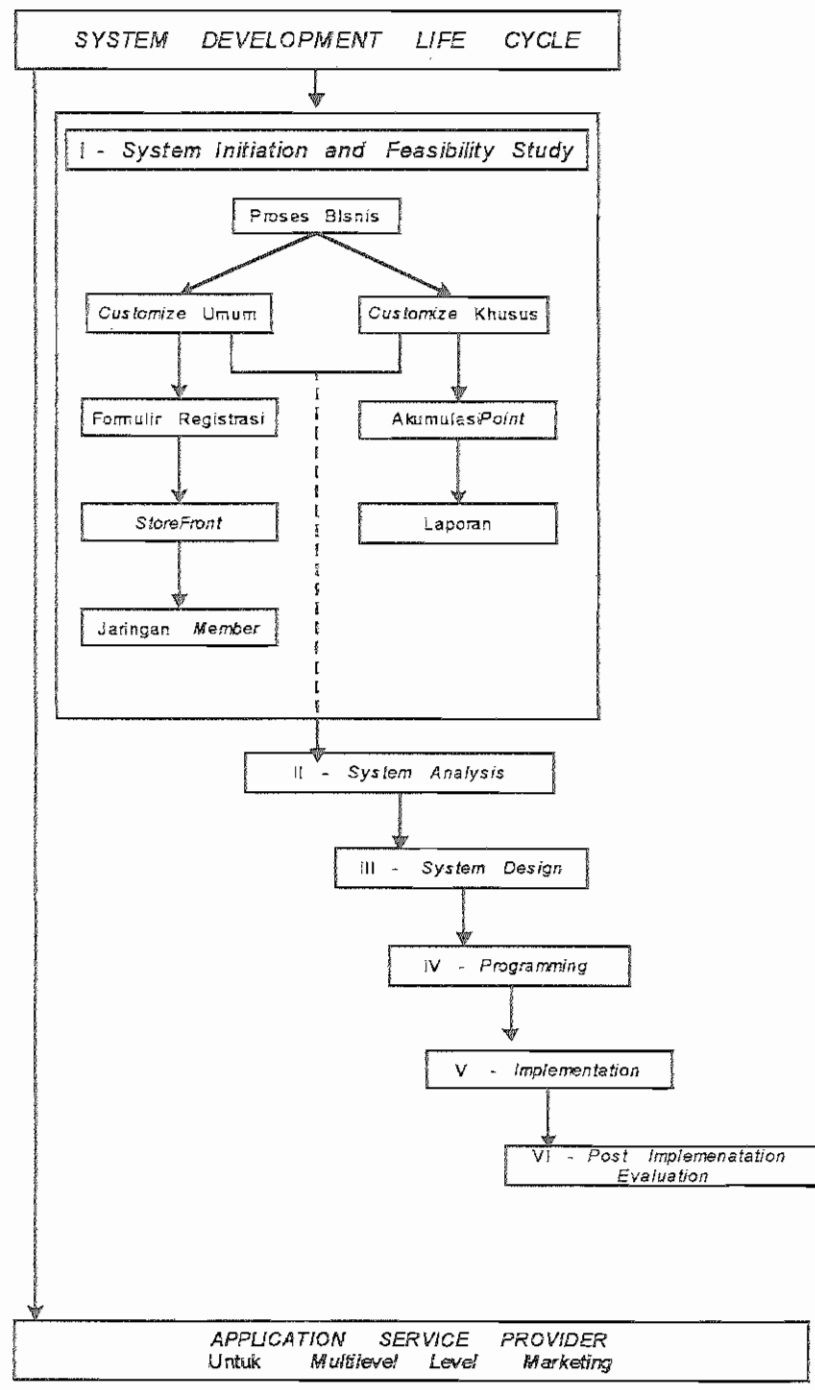 SYSTEM DEVELOPMENT LIFE CYCLE
I - System Initiation and Feasibility Study
Proses Bisnis
Customize Umum
Customize Khusus
Formulir Registrasi
Akumulasi Point
StoreFront
Laporan
Jaringan Member
II - System Analysis
III - System Design
IV - Programming
V - Implementation
VI - Post Implemenatation
Evaluation
APPLICATION SERVICE PROVIDER
Untuk Multilevel Level Marketing